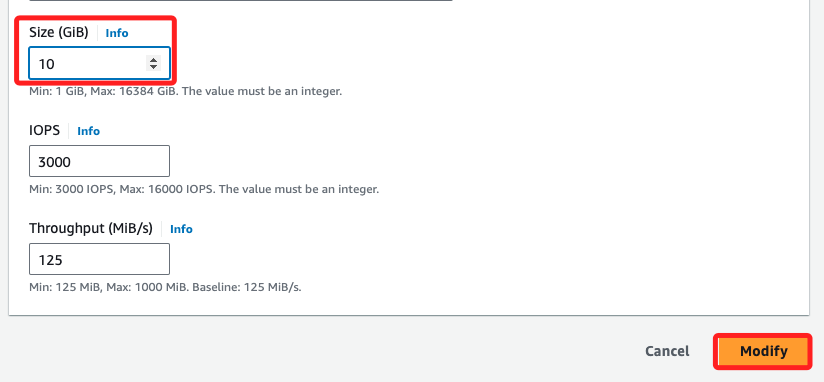 Size (GiB) Info
10
Min: 1 GiB, Max: 16384 GiB. The value must be an integer.
IOPS Info
3000
Min: 3000 IOPS, Max: 16000 IOPS. The value must be an integer.
Throughput (MiB/s) Info
125
Min: 125 MiB, Max: 1000 MiB. Baseline: 125 MiB/s.
Cancel Modify